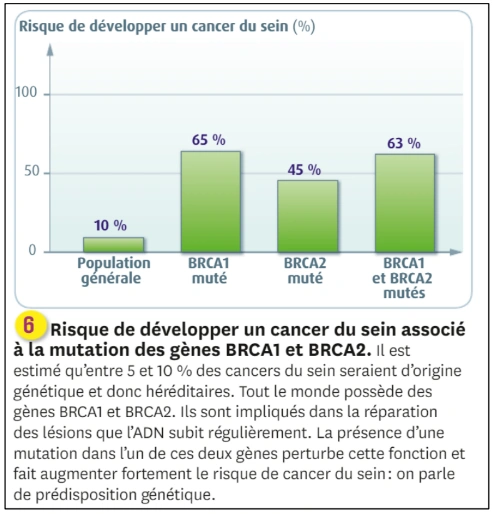 Risque de développer un cancer du sein (%)
100
65 %
63 %
50
45 %
10 %
0
Population générale
BRCA1 muté
BRCA2 muté
BRCA1 et BRCA2 mutés
6 Risque de développer un cancer du sein associé
à la mutation des gènes BRCA1 et BRCA2. Il est
estimé qu'entre 5 et 10 % des cancers du sein seraient d'origine
génétique et donc héréditaires. Tout le monde possède des
gènes BRCA1 et BRCA2. Ils sont impliqués dans la réparation
des lésions que l'ADN subit régulièrement. La présence d'une
mutation dans l'un de ces deux gènes perturbe cette fonction et
fait augmenter fortement le risque de cancer du sein : on parle
de prédisposition génétique.